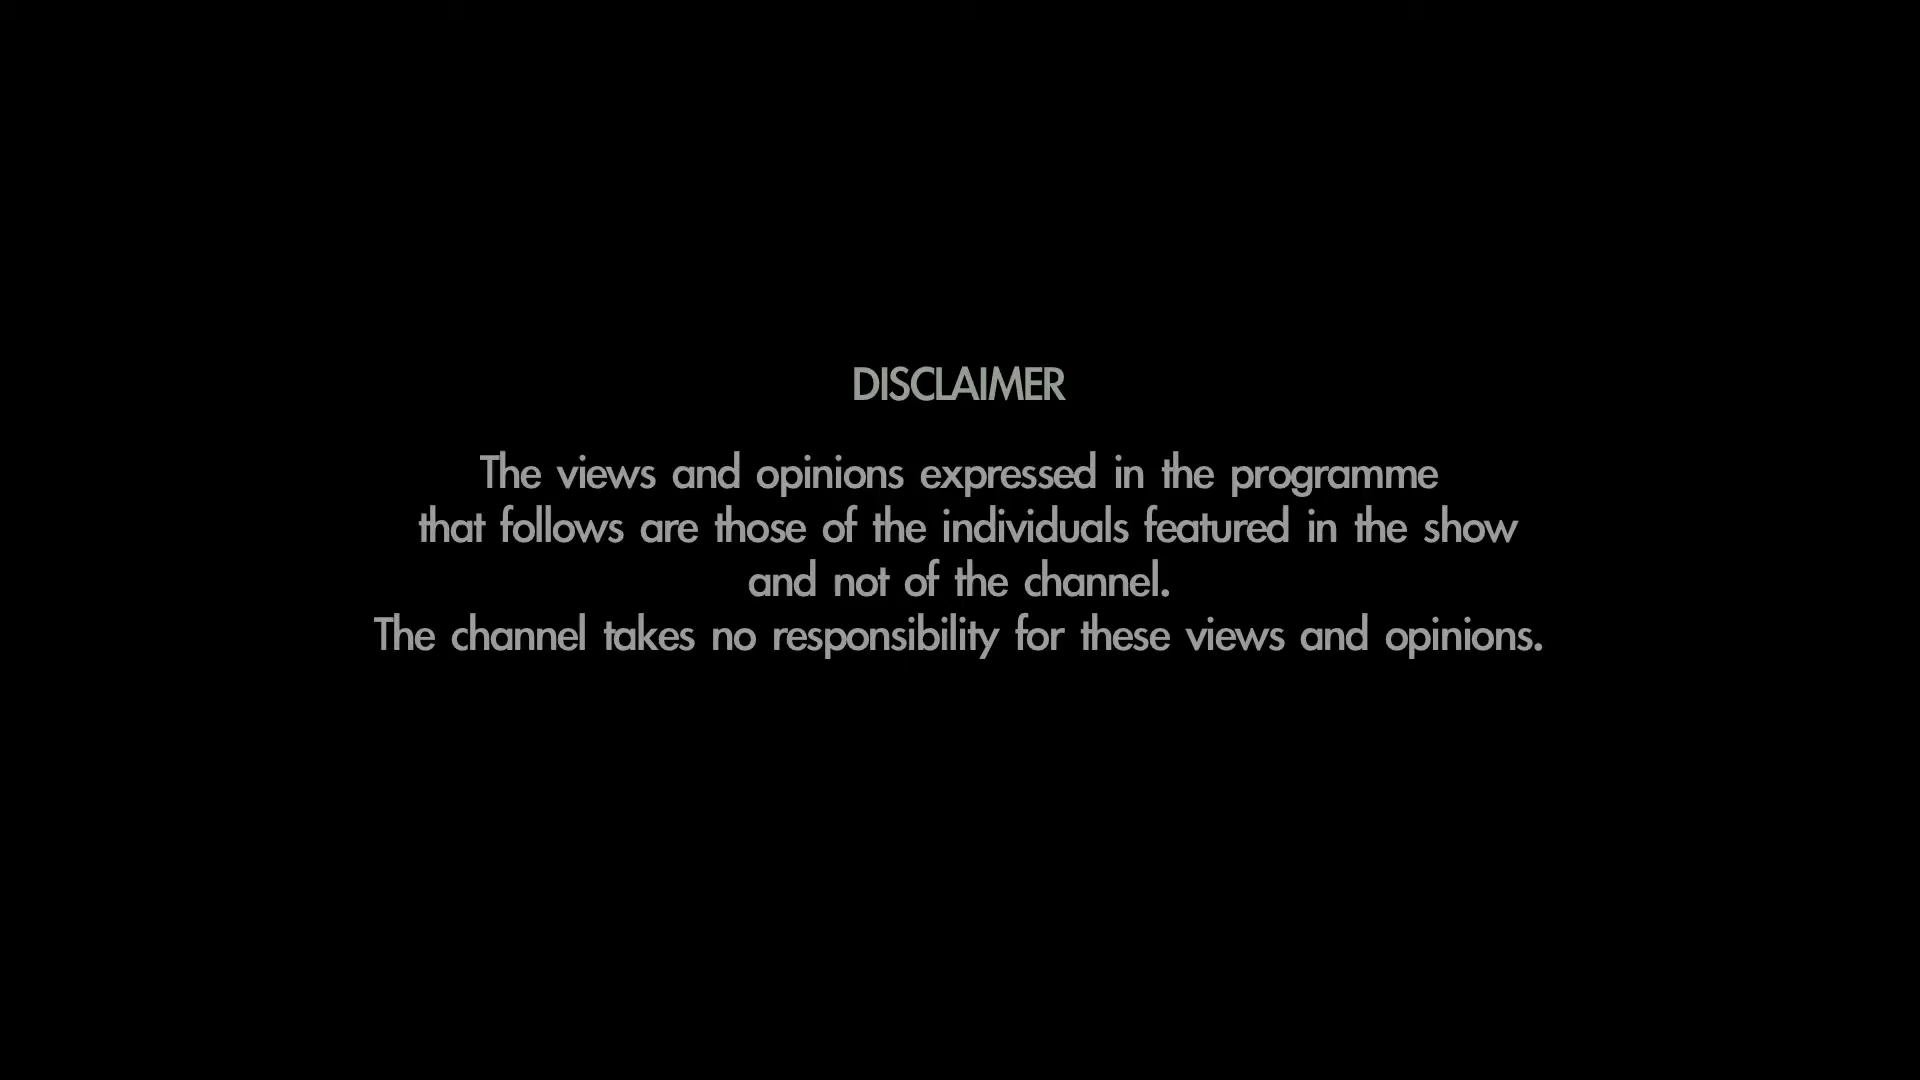 DISCLAIMER
The views and opinions expressed in the programme
that follows are those of the individuals featured in the show
and not of the channel.
The channel takes no responsibility for these views and opinions.